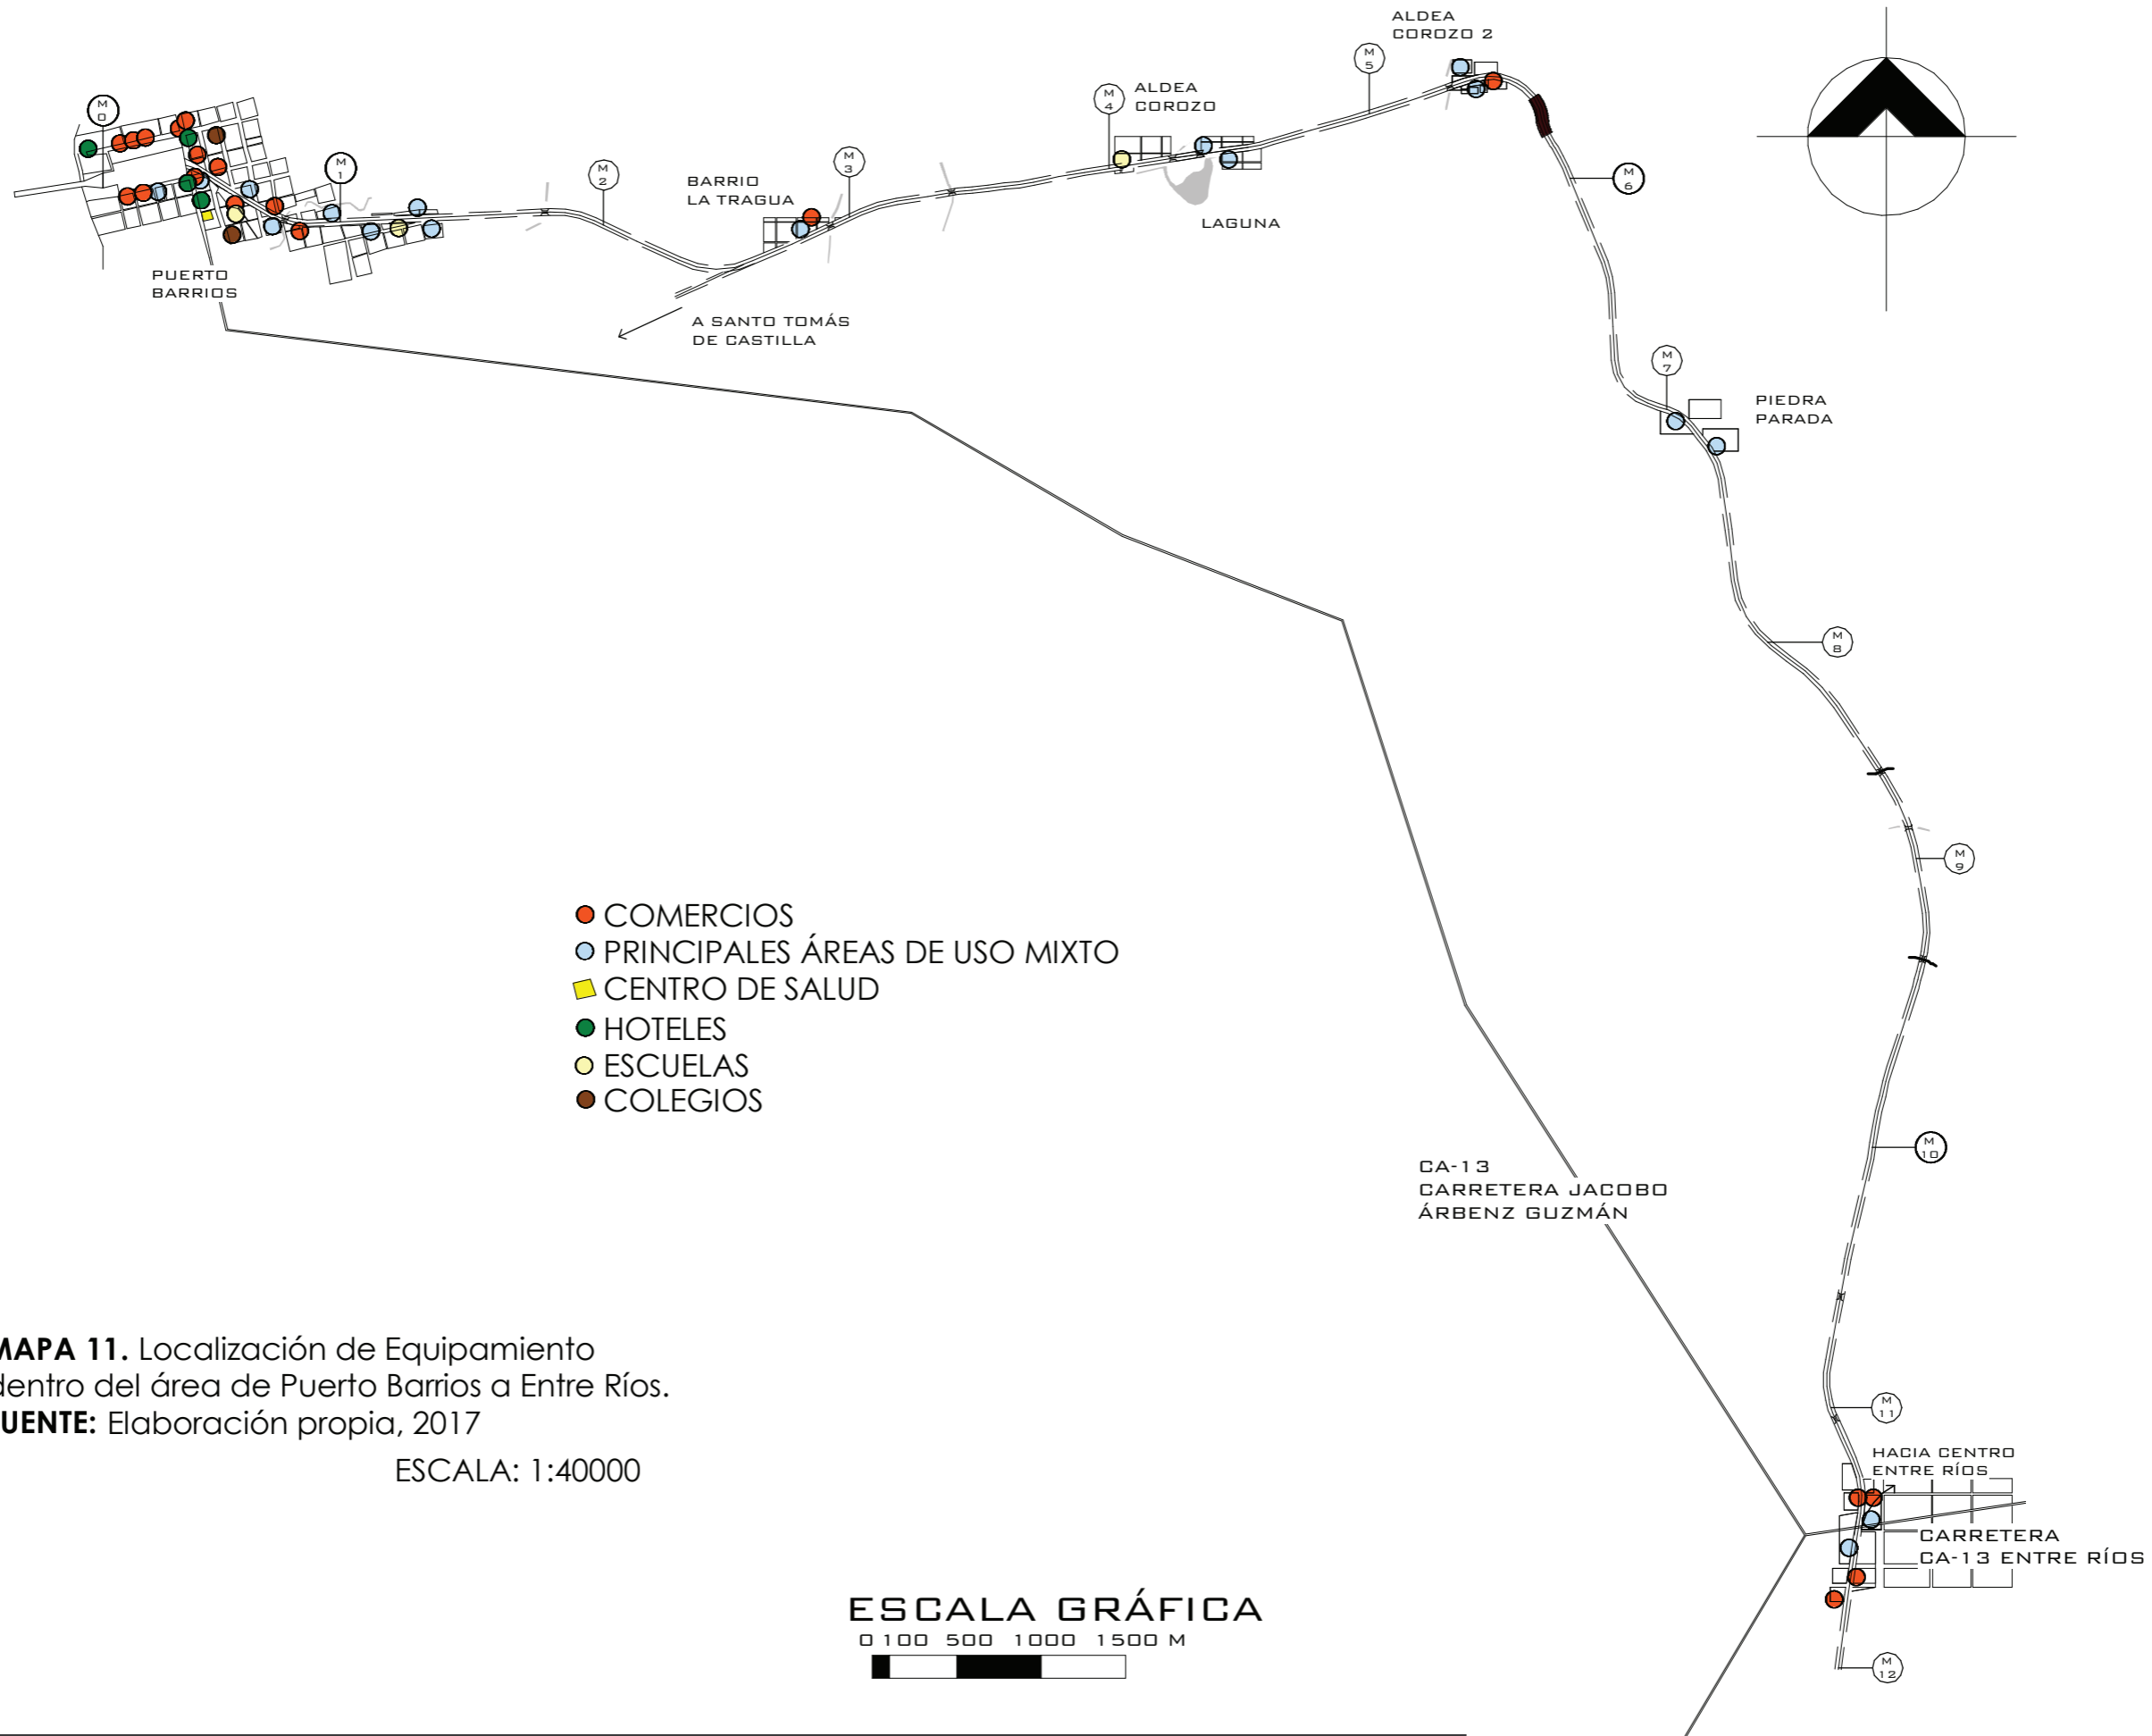 ALDEA
COROZO 2
M
5
M
4
ALDEA
COROZO
M
0
M
1
M
2
M
3
BARRIO
LA TRAGUA
M
6
LAGUNA
PUERTO
BARRIOS
A SANTO TOMÁS
DE CASTILLA
M
7
PIEDRA
PARADA
M
8
M
9
COMERCIOS
PRINCIPALES ÁREAS DE USO MIXTO
CENTRO DE SALUD
HOTELES
ESCUELAS
COLEGIOS
M
10
CA-13
CARRETERA JACOBO
ÁRBENZ GUZMÁN
MAPA 11. Localización de Equipamiento
dentro del área de Puerto Barrios a Entre Ríos.
UENTE: Elaboración propia, 2017
ESCALA: 1:40000
M
11
HACIA CENTRO
ENTRE RÍOS
CARRETERA
CA-13 ENTRE RÍOS
ESCALA GRÁFICA
0 100 500 1000 1500 M
M
12